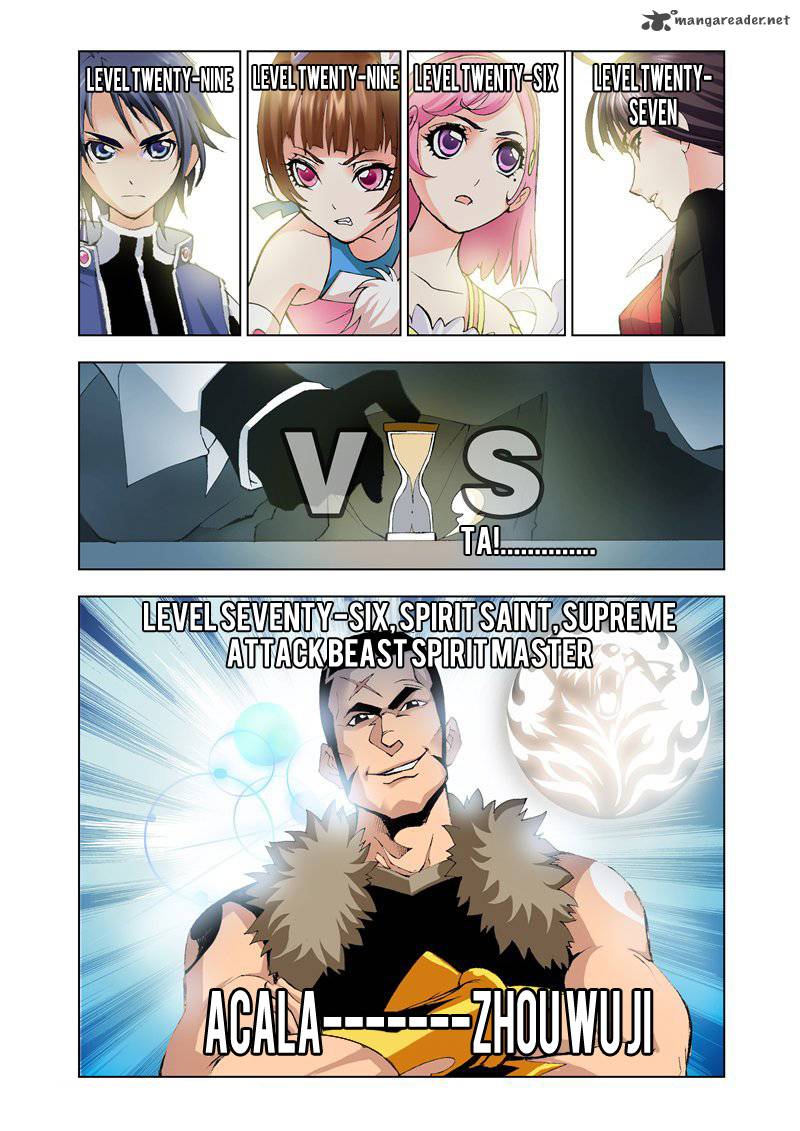 mangareader.net
LEVEL TWENTY-NINE
LEVEL TWENTY-NINE
LEVEL TWENTY-SIX
LEVEL TWENTY-
SEVEN
V S
TA!...............
LEVEL SEVENTY-SIX, SPIRIT SAINT, SUPREME
ATTACK BEAST SPIRIT MASTER
ACALA-------ZHOU WU JI